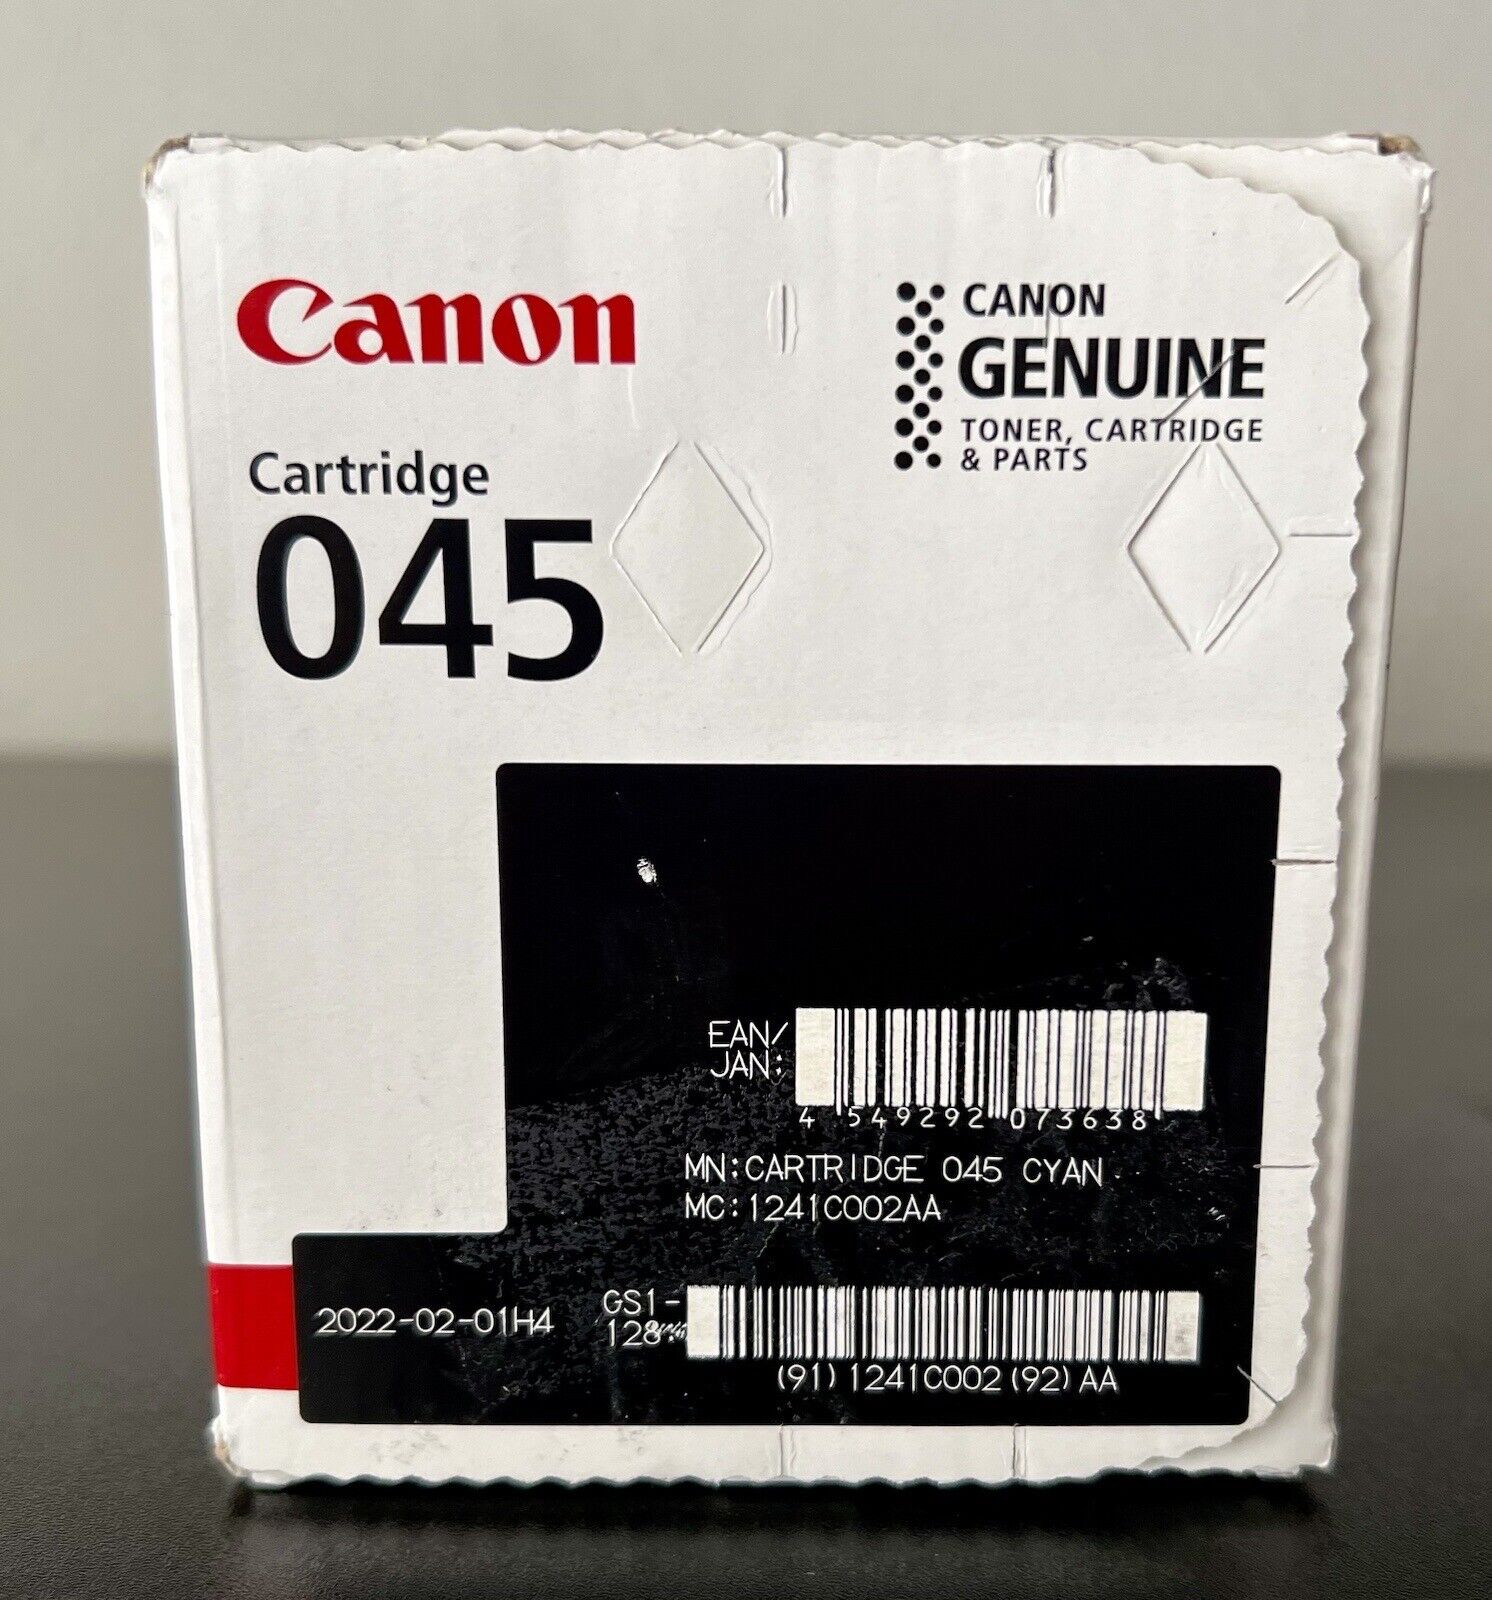 Canon
CANON
GENUINE
TONER, CARTRIDGE
& PARTS
Cartridge
045
EAN/
JAN:
4 549292 073638
MN:CARTRIDGE 045 CYAN
MC:1241C002AA
2022-02-01H4
GS1-
128:
(91)1241C002(92)AA